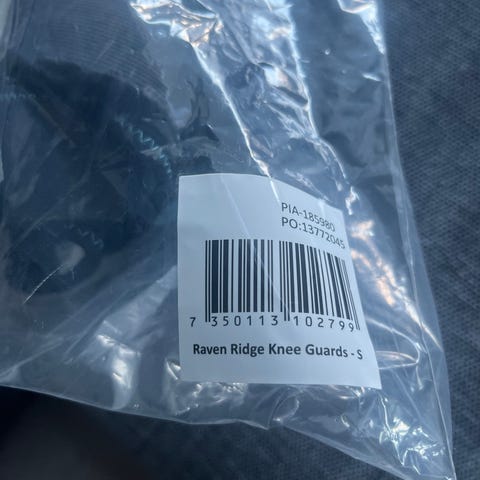 PIA-185980
PO:13772045
7 350113 102799
Raven Ridge Knee Guards - S